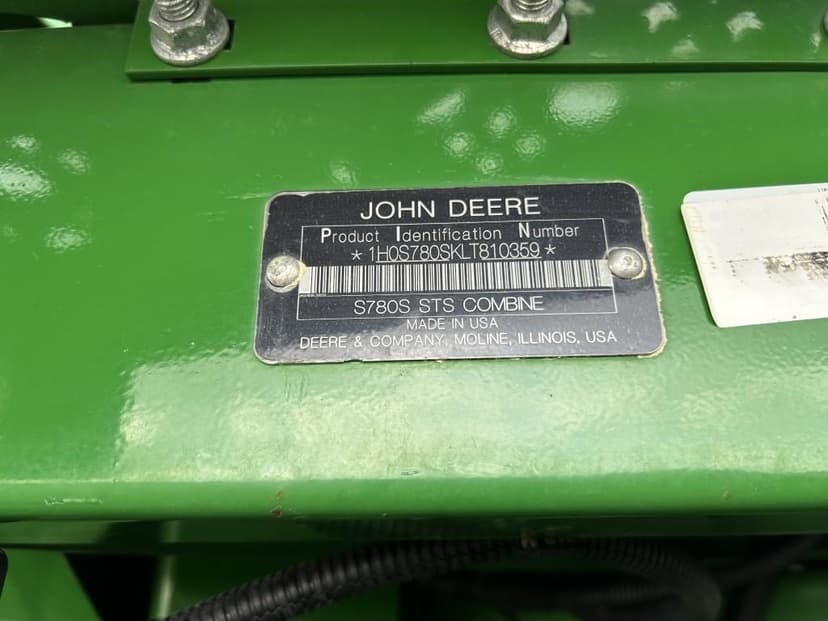 JOHN DEERE
Product Identification Number
*1H0S780SKLT810359*
S780S STS COMBINE
MADE IN USA
DEERE & COMPANY, MOLINE, ILLINOIS, USA